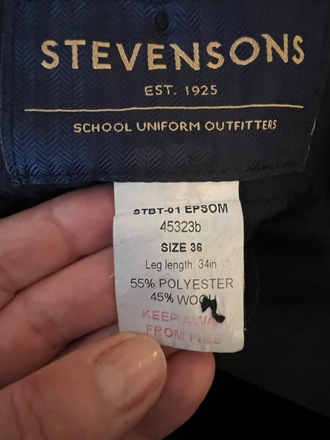 STEVENSONS
EST. 1925
SCHOOL UNIFORM OUTFITTERS
STBT-01 EPSOM
45323b
SIZE 36
Leg length: 34in
55% POLYESTER
45% WOOL
KEEP AWAY
FROM FIRE